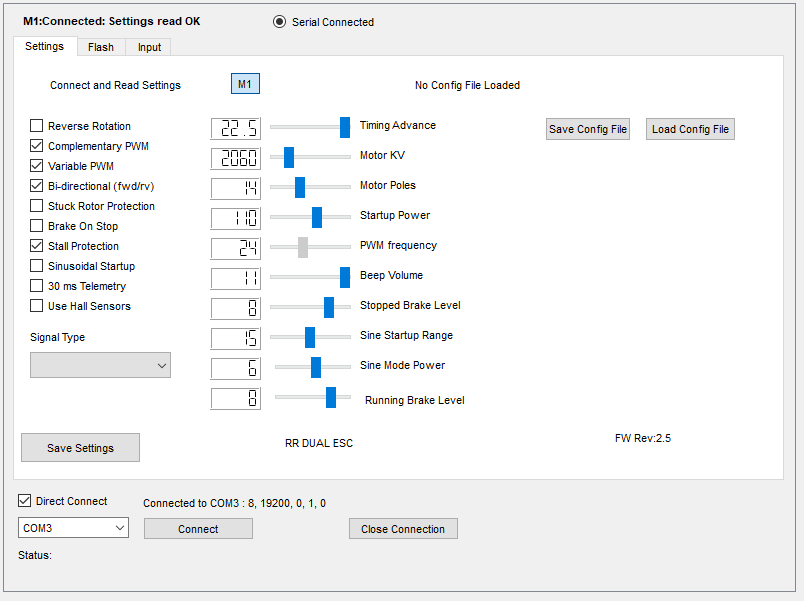 M1:Connected: Settings read OK
Serial Connected
Settings
Flash
Input
Connect and Read Settings
M1
No Config File Loaded
Reverse Rotation
22.5
Timing Advance
Save Config File
Load Config File
Complementary PWM
2060
Motor KV
Variable PWM
Bi-directional (fwd/rv)
14
Motor Poles
Stuck Rotor Protection
110
Startup Power
Brake On Stop
Stall Protection
24
PWM frequency
Sinusoidal Startup
11
Beep Volume
30 ms Telemetry
Use Hall Sensors
8
Stopped Brake Level
Signal Type
15
Sine Startup Range
6
Sine Mode Power
8
Running Brake Level
Save Settings
RR DUAL ESC
FW Rev:2.5
Direct Connect
Connected to COM3 : 8, 19200, 0, 1, 0
COM3
Connect
Close Connection
Status: